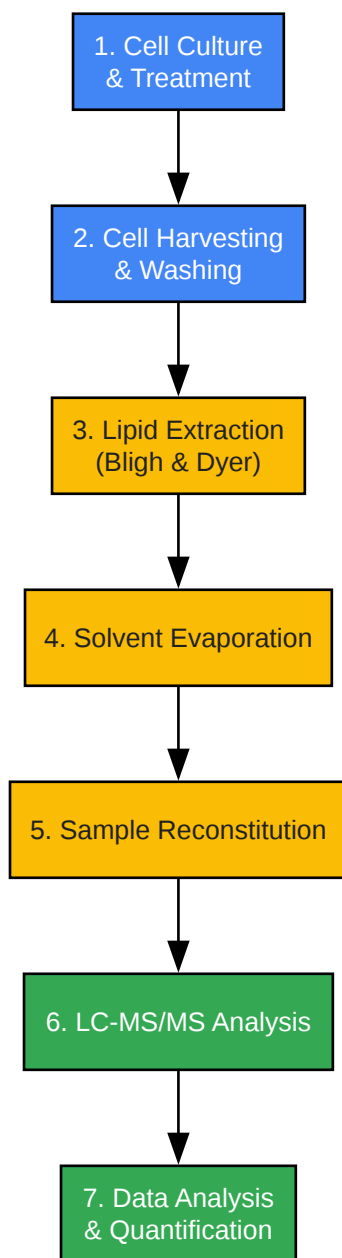 1. Cell Culture
& Treatment
2. Cell Harvesting
& Washing
3. Lipid Extraction
(Bligh & Dyer)
4. Solvent Evaporation
5. Sample Reconstitution
6. LC-MS/MS Analysis
7. Data Analysis
& Quantification